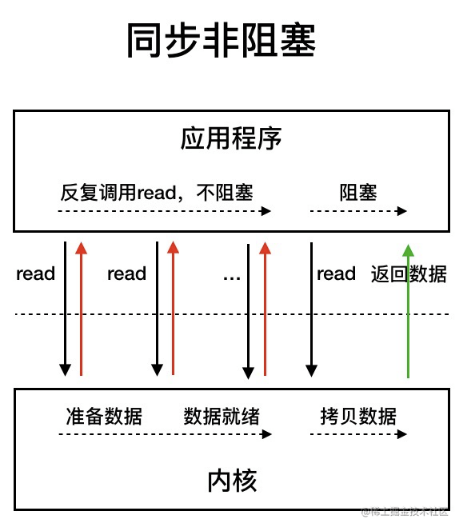 同步非阻塞
应用程序
反复调用read，不阻塞 阻塞
read read ... read 返回数据
准备数据 数据就绪 拷贝数据
内核
@稀土掘金技术社区